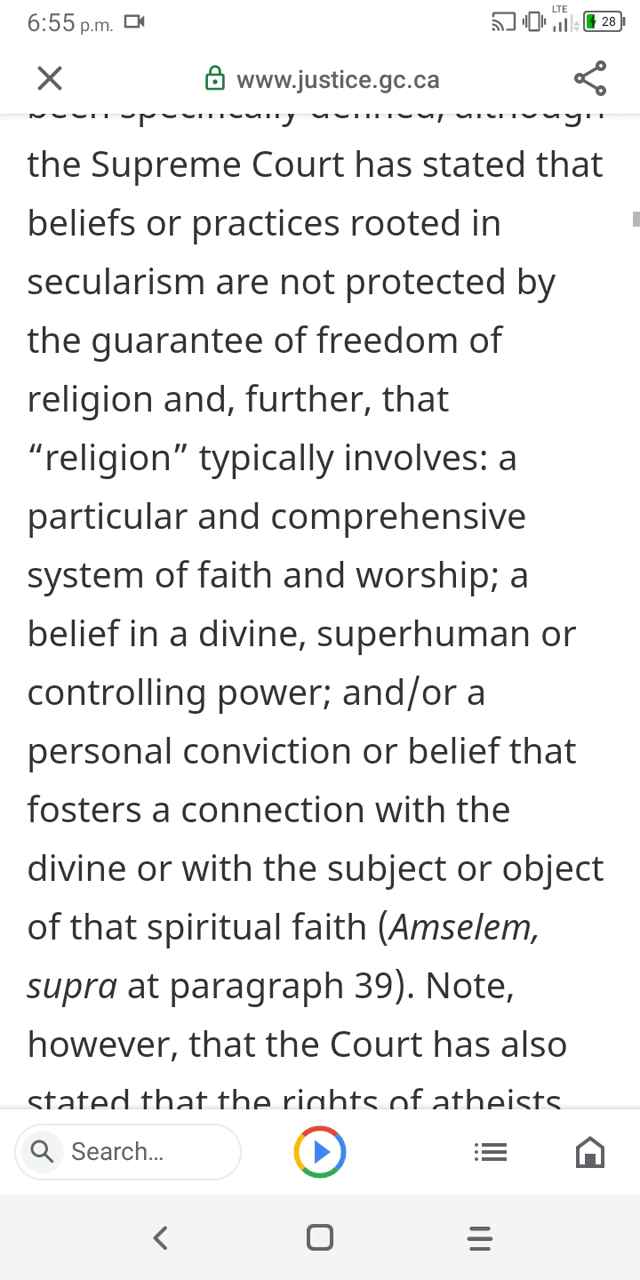 6:55 p.m.
LTE
28
www.justice.gc.ca
been specifically defined, although
the Supreme Court has stated that
beliefs or practices rooted in
secularism are not protected by
the guarantee of freedom of
religion and, further, that
“religion” typically involves: a
particular and comprehensive
system of faith and worship; a
belief in a divine, superhuman or
controlling power; and/or a
personal conviction or belief that
fosters a connection with the
divine or with the subject or object
of that spiritual faith (Amselem,
supra at paragraph 39). Note,
however, that the Court has also
stated that the rights of atheists
Search...